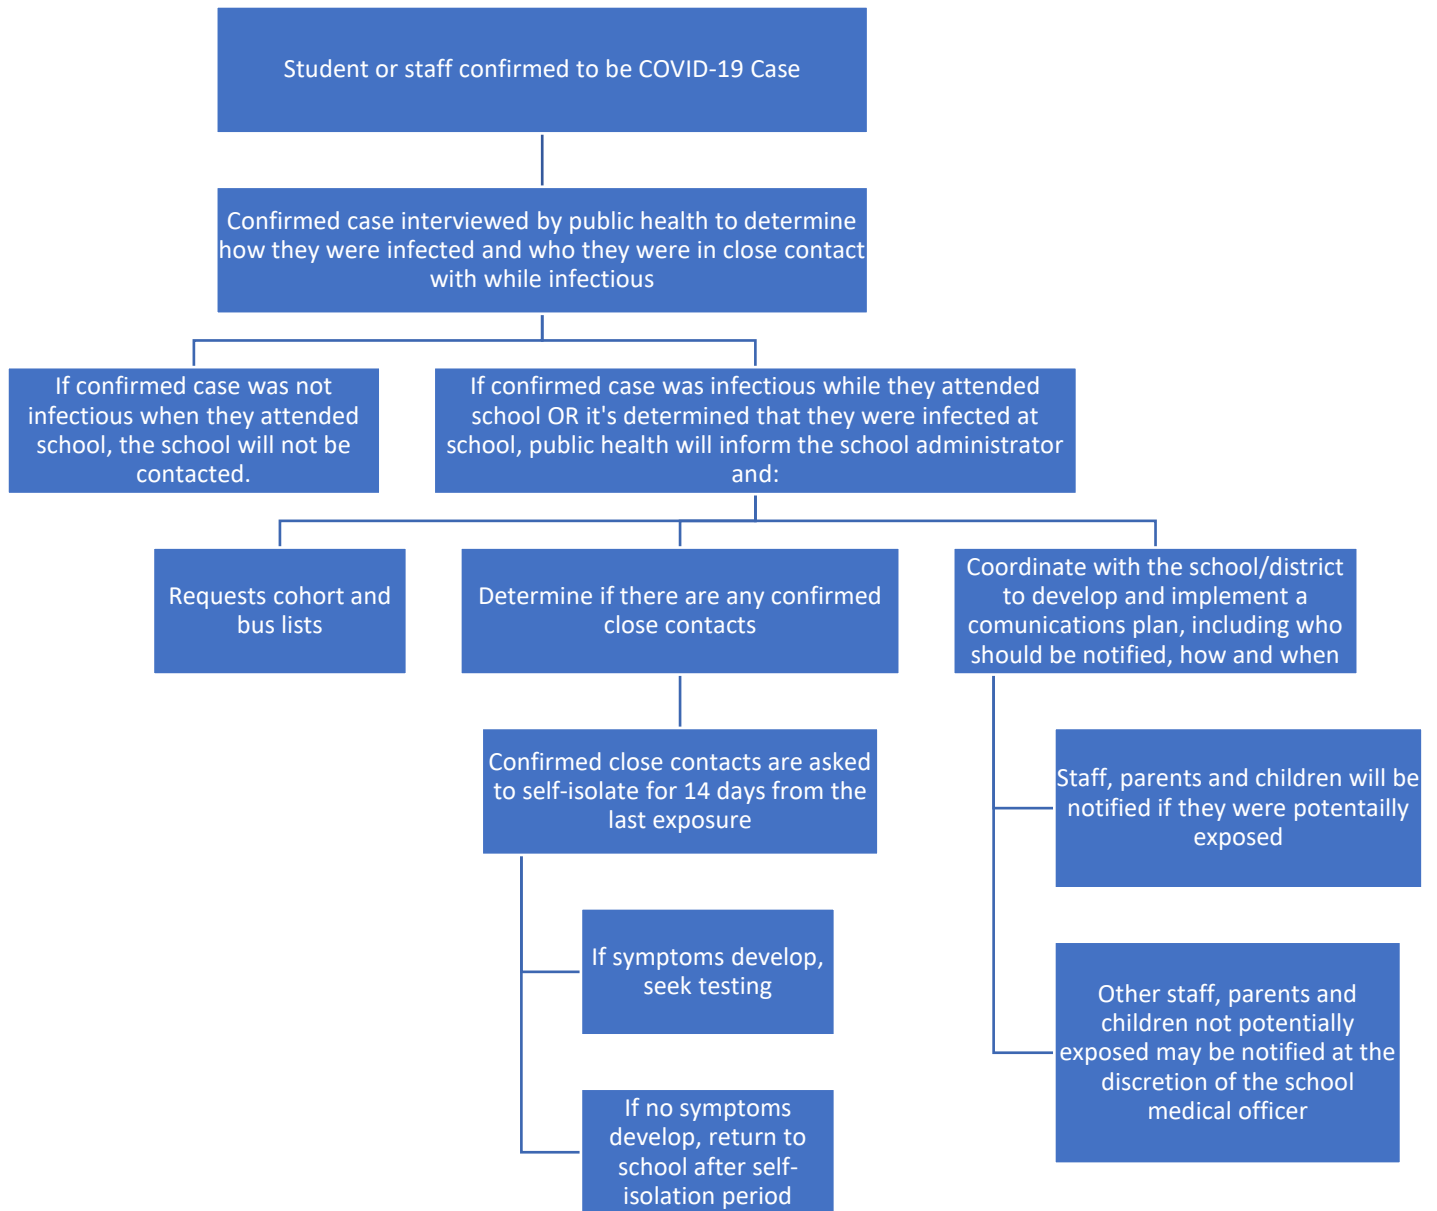 Student or staff confirmed to be COVID-19 Case
Confirmed case interviewed by public health to determine
how they were infected and who they were in close contact
with while infectious
If confirmed case was not
infectious when they attended
school, the school will not be
contacted.
If confirmed case was infectious while they attended
school OR it's determined that they were infected at
school, public health will inform the school administrator
and:
Requests cohort and
bus lists
Determine if there are any confirmed
close contacts
Confirmed close contacts are asked
to self-isolate for 14 days from the
last exposure
If symptoms develop,
seek testing
If no symptoms
develop, return to
school after self-
isolation period
Coordinate with the school/district
to develop and implement a
comunications plan, including who
should be notified, how and when
Staff, parents and children will be
notified if they were potentailly
exposed
Other staff, parents and
children not potentially
exposed may be notified at the
discretion of the school
medical officer